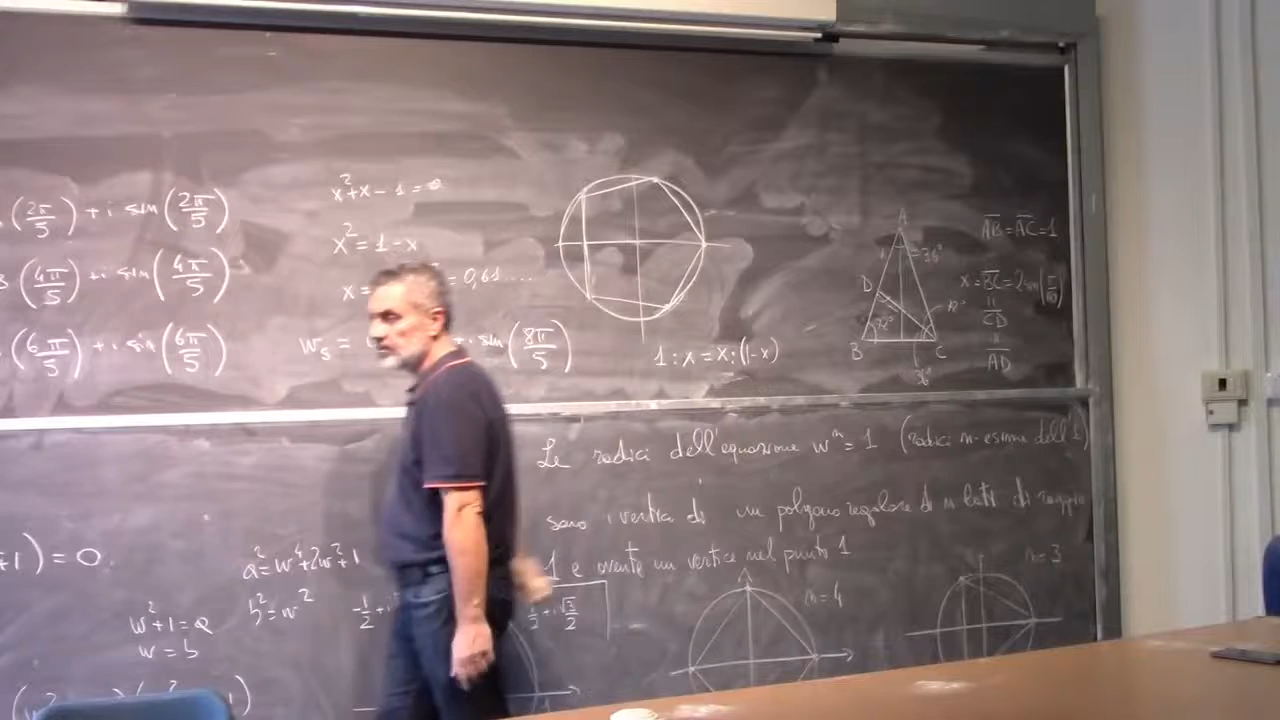 (2π/5) + i sin(2π/5)
(4π/5) + i sin(4π/5)
(6π/5) + i sin(6π/5)
x² + x - 1 = 0
x² = 1 - x
x = = 0,61....
w₅ = ( + i sin(8π/5)
1 : x = x : (1-x)
A
36°
D
72°
B
C
36°
AB = AC = 1
x = BC = 2 sin(π/10)
CD
AD
Le radici dell'equazione wⁿ = 1 (radici n-esime dell'1)
sono i vertici di un polígono regolare di n lati di raggio
1 e avente un vertice nel punto 1
+1) = 0.
a² = w⁴ + 2w² + 1
b² = w²
w² + 1 = a
w = b
-1/2 + i
1/2 + i √3/2
n = 4
n = 3